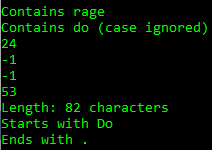 Contains rage
Contains do (case ignored)
24
-1
-1
53
Length: 82 characters
Starts with Do
Ends with .